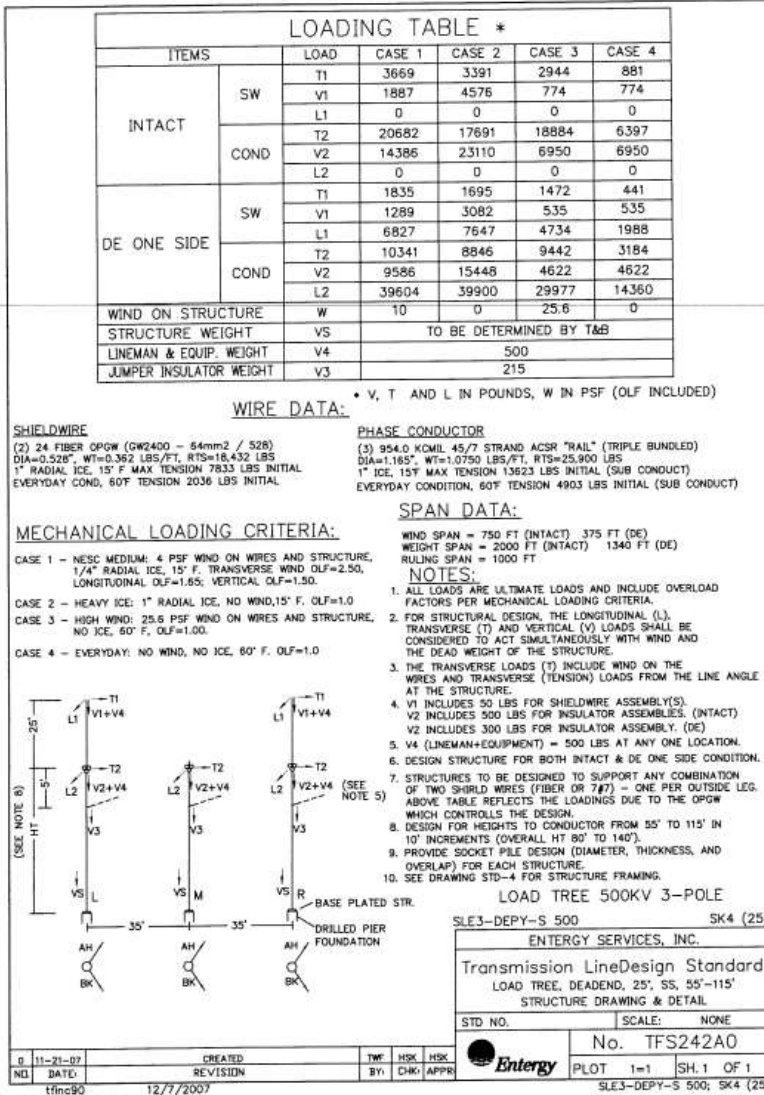 LOADING TABLE *
ITEMS LOAD CASE 1 CASE 2 CASE 3 CASE 4
INTACT
SW
T1 3669 3391 2944 881
V1 1887 4576 774 774
L1 0 0 0 0
COND
T2 20682 17691 18884 6397
V2 14386 23110 6950 6950
L2 0 0 0 0
DE ONE SIDE
SW
T1 1835 1695 1472 441
V1 1289 3082 535 535
L1 6827 7647 4734 1988
COND
T2 10341 8846 9442 3184
V2 9586 15448 4622 4622
L2 39604 39900 29977 14360
WIND ON STRUCTURE W 10 0 25.6 0
STRUCTURE WEIGHT VS TO BE DETERMINED BY T&B
LINEMAN & EQUIP. WEIGHT V4 500
JUMPER INSULATOR WEIGHT V3 215
* V, T AND L IN POUNDS, W IN PSF (OLF INCLUDED)
WIRE DATA:
SHIELDWIRE
(2) 24 FIBER OPGW (GW2400 - 64mm2 / 528)
DIA=0.528", WT=0.362 LBS/FT, RTS=18,432 LBS
1" RADIAL ICE, 15° F MAX TENSION 7833 LBS INITIAL
EVERYDAY COND, 60°F TENSION 2036 LBS INITIAL
PHASE CONDUCTOR
(3) 954.0 KCMIL 45/7 STRAND ACSR "RAIL" (TRIPLE BUNDLED)
DIA=1.165", WT=1.0750 LBS/FT, RTS=25,900 LBS
1" ICE, 15°F MAX TENSION 13623 LBS INITIAL (SUB CONDUCT)
EVERYDAY CONDITION, 60°F TENSION 4903 LBS INITIAL (SUB CONDUCT)
MECHANICAL LOADING CRITERIA:
CASE 1 - NESC MEDIUM: 4 PSF WIND ON WIRES AND STRUCTURE,
1/4" RADIAL ICE, 15° F. TRANSVERSE WIND OLF=2.50,
LONGITUDINAL OLF=1.65; VERTICAL OLF=1.50.
CASE 2 - HEAVY ICE: 1" RADIAL ICE, NO WIND,15° F. OLF=1.0
CASE 3 - HIGH WIND: 25.6 PSF WIND ON WIRES AND STRUCTURE,
NO ICE, 60° F, OLF=1.00.
CASE 4 - EVERYDAY: NO WIND, NO ICE, 60° F. OLF=1.0
SPAN DATA:
WIND SPAN = 750 FT (INTACT) 375 FT (DE)
WEIGHT SPAN = 2000 FT (INTACT) 1340 FT (DE)
RULING SPAN = 1000 FT
NOTES:
1. ALL LOADS ARE ULTIMATE LOADS AND INCLUDE OVERLOAD
FACTORS PER MECHANICAL LOADING CRITERIA.
2. FOR STRUCTURAL DESIGN, THE LONGITUDINAL (L),
TRANSVERSE (T) AND VERTICAL (V) LOADS SHALL BE
CONSIDERED TO ACT SIMULTANEOUSLY WITH WIND AND
THE DEAD WEIGHT OF THE STRUCTURE.
3. THE TRANSVERSE LOADS (T) INCLUDE WIND ON THE
WIRES AND TRANSVERSE (TENSION) LOADS FROM THE LINE ANGLE
AT THE STRUCTURE.
4. V1 INCLUDES 50 LBS FOR SHIELDWIRE ASSEMBLY(S).
V2 INCLUDES 500 LBS FOR INSULATOR ASSEMBLIES. (INTACT)
V2 INCLUDES 300 LBS FOR INSULATOR ASSEMBLY. (DE)
5. V4 (LINEMAN+EQUIPMENT) = 500 LBS AT ANY ONE LOCATION.
6. DESIGN STRUCTURE FOR BOTH INTACT & DE ONE SIDE CONDITION.
7. STRUCTURES TO BE DESIGNED TO SUPPORT ANY COMBINATION
OF TWO SHIRLD WIRES (FIBER OR 7#7) - ONE PER OUTSIDE LEG.
ABOVE TABLE REFLECTS THE LOADINGS DUE TO THE OPGW
WHICH CONTROLLS THE DESIGN.
8. DESIGN FOR HEIGHTS TO CONDUCTOR FROM 55' TO 115' IN
10' INCREMENTS (OVERALL HT 80' TO 140').
9. PROVIDE SOCKET PILE DESIGN (DIAMETER, THICKNESS, AND
OVERLAP) FOR EACH STRUCTURE.
10. SEE DRAWING STD-4 FOR STRUCTURE FRAMING.
T1 T1
L1 V1+V4 L1 V1+V4
25'
T2 T2 T2
L2 V2+V4 L2 V2+V4 L2 V2+V4 (SEE NOTE 5)
5'
V3 V3 V3
(SEE NOTE 8)
HT
VS L VS M VS R
BASE PLATED STR.
35' 35'
DRILLED PIER
FOUNDATION
AH AH AH
BK BK BK
LOAD TREE 500KV 3-POLE
SLE3-DEPY-S 500 SK4 (25
ENTERGY SERVICES, INC.
Transmission LineDesign Standard
LOAD TREE, DEADEND, 25', SS, 55'-115'
STRUCTURE DRAWING & DETAIL
STD NO. SCALE: NONE
Entergy
No. TFS242A0
PLOT 1=1 SH. 1 OF 1
0 11-21-07 CREATED TWF HSK HSK
NO. DATE: REVISION BY: CHK: APPR:
tfinc90 12/7/2007 SLE3-DEPY-S 500; SK4 (25